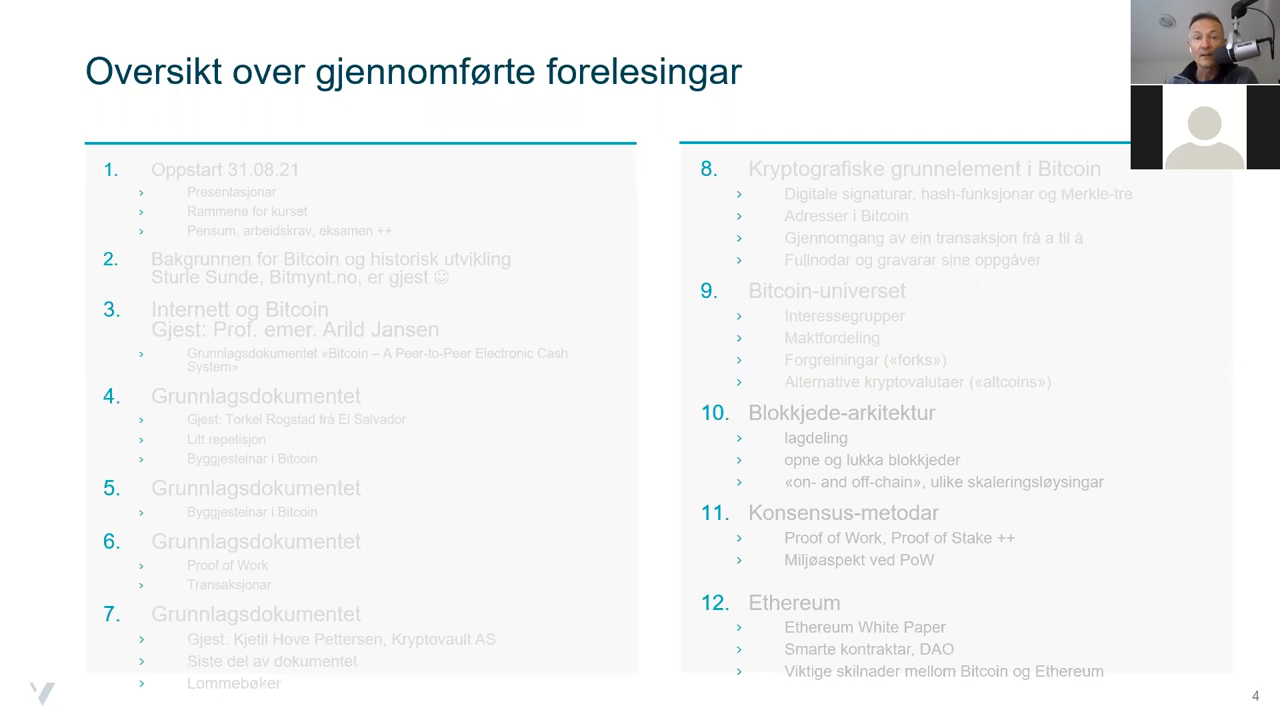 Oversikt over gjennomførte forelesingar
1. Oppstart 31.08.21
› Presentasjonar
› Rammene for kurset
› Pensum, arbeidskrav, eksamen ++
2. Bakgrunnen for Bitcoin og historisk utvikling
Sturle Sunde, Bitmynt.no, er gjest ☺
3. Internett og Bitcoin
Gjest: Prof. emer. Arild Jansen
› Grunnlagsdokumentet «Bitcoin – A Peer-to-Peer Electronic Cash
System»
4. Grunnlagsdokumentet
› Gjest: Torkel Rogstad frå El Salvador
› Litt repetisjon
› Byggjesteinar i Bitcoin
5. Grunnlagsdokumentet
› Byggjesteinar i Bitcoin
6. Grunnlagsdokumentet
› Proof of Work
› Transaksjonar
7. Grunnlagsdokumentet
› Gjest: Kjetil Hove Pettersen, Kryptovault AS
› Siste del av dokumentet
› Lommebøker
8. Kryptografiske grunnelement i Bitcoin
› Digitale signaturar, hash-funksjonar og Merkle-tre
› Adresser i Bitcoin
› Gjennomgang av ein transaksjon frå a til å
› Fullnodar og gravarar sine oppgåver
9. Bitcoin-universet
› Interessegrupper
› Maktfordeling
› Forgreiningar («forks»)
› Alternative kryptovalutaer («altcoins»)
10. Blokkjede-arkitektur
› lagdeling
› opne og lukka blokkjeder
› «on- and off-chain», ulike skaleringsløysingar
11. Konsensus-metodar
› Proof of Work, Proof of Stake ++
› Miljøaspekt ved PoW
12. Ethereum
› Ethereum White Paper
› Smarte kontraktar, DAO
› Viktige skilnader mellom Bitcoin og Ethereum
4